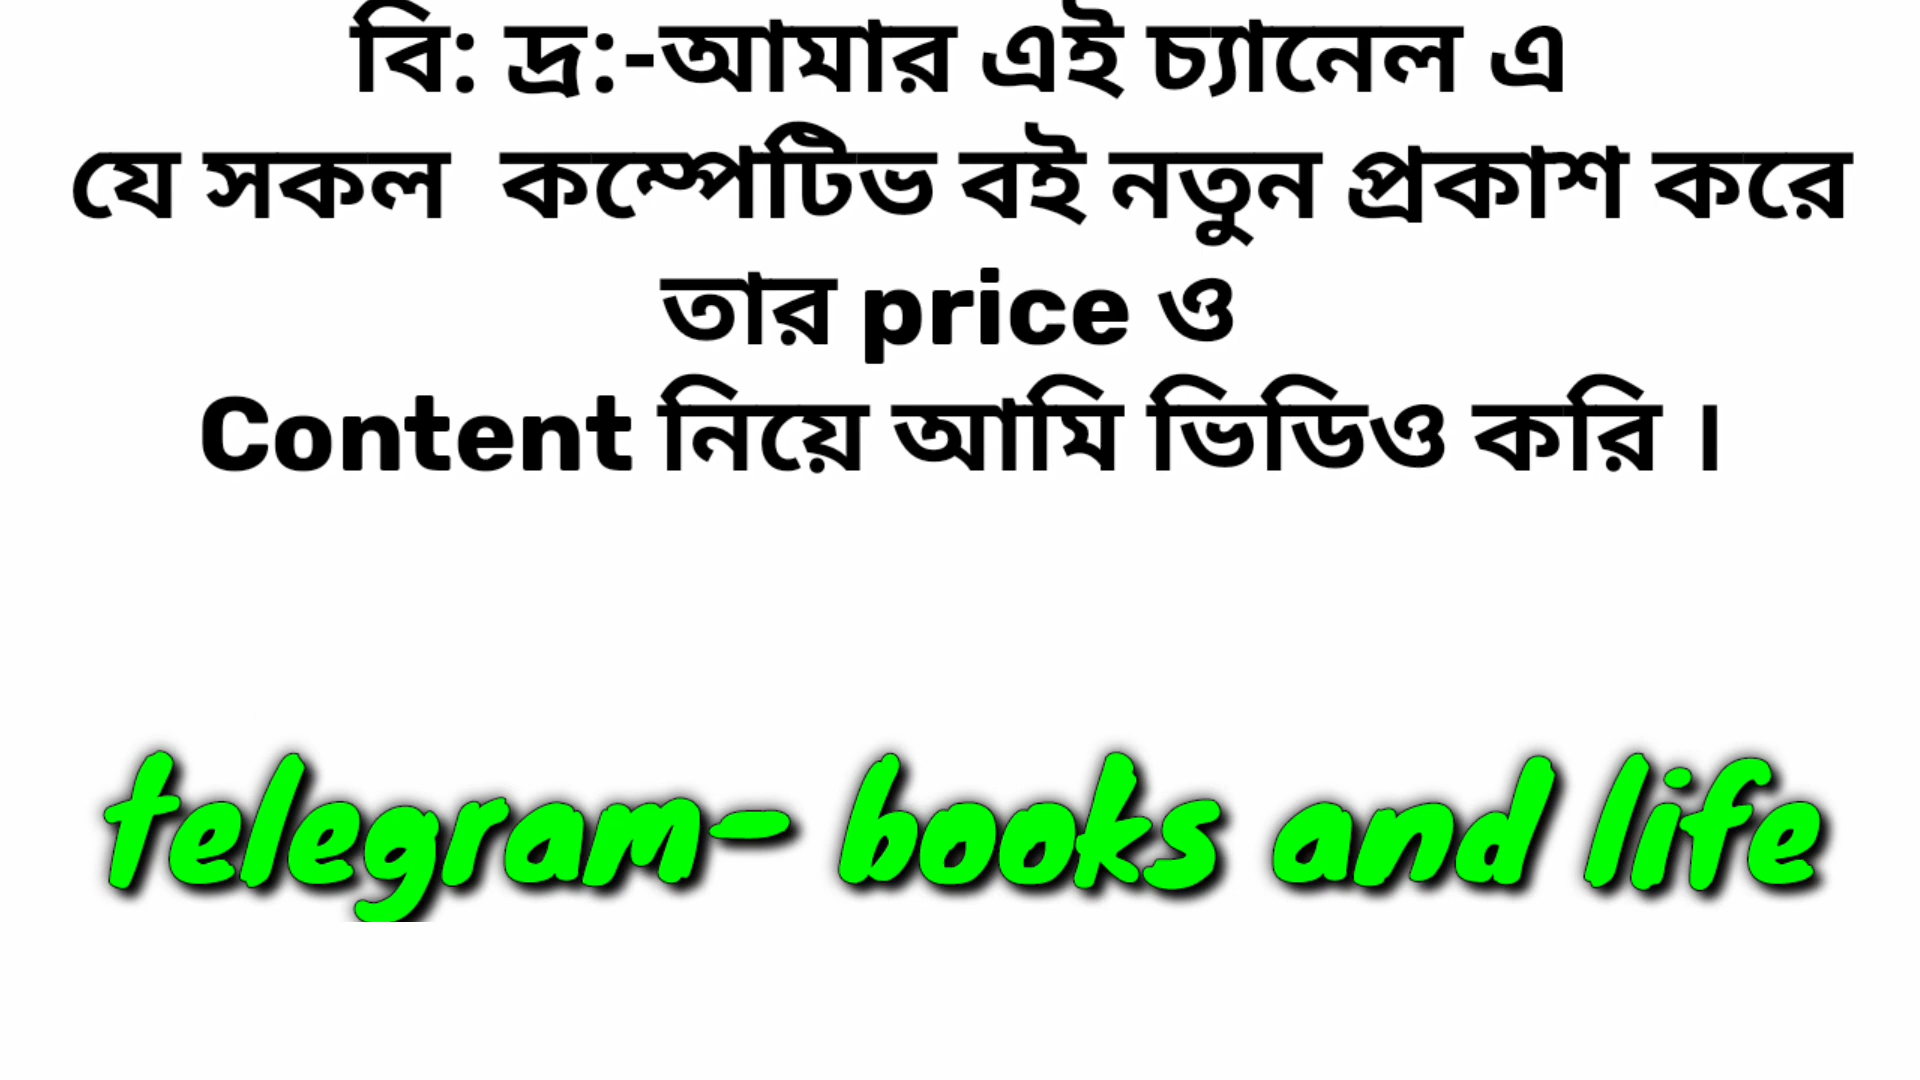 বি: দ্র:-আমার এই চ্যানেল এ
যে সকল কম্পেটিভ বই নতুন প্রকাশ করে
তার price ও
Content নিয়ে আমি ভিডিও করি ।
telegram- books and life